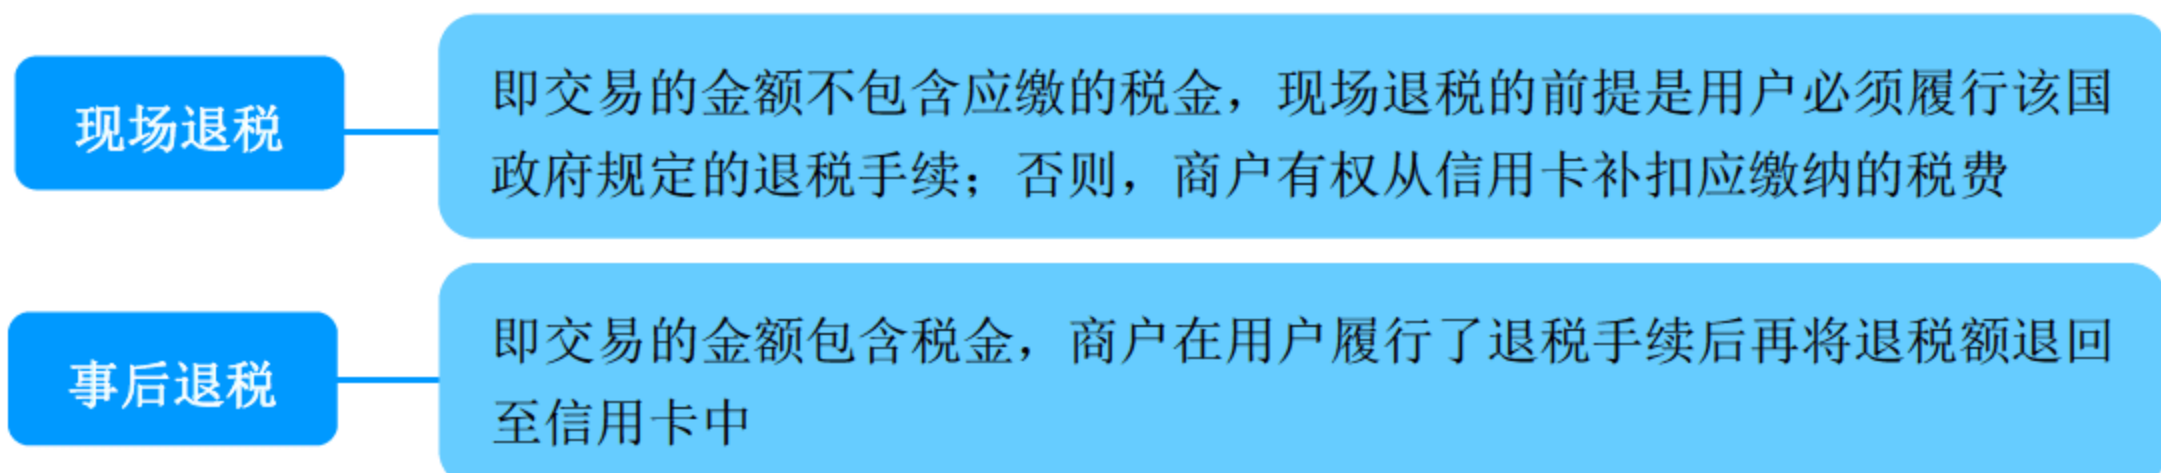 现场退税
即交易的金额不包含应缴的税金，现场退税的前提是用户必须履行该国
政府规定的退税手续；否则，商户有权从信用卡补扣应缴纳的税费
事后退税
即交易的金额包含税金，商户在用户履行了退税手续后再将退税额退回
至信用卡中